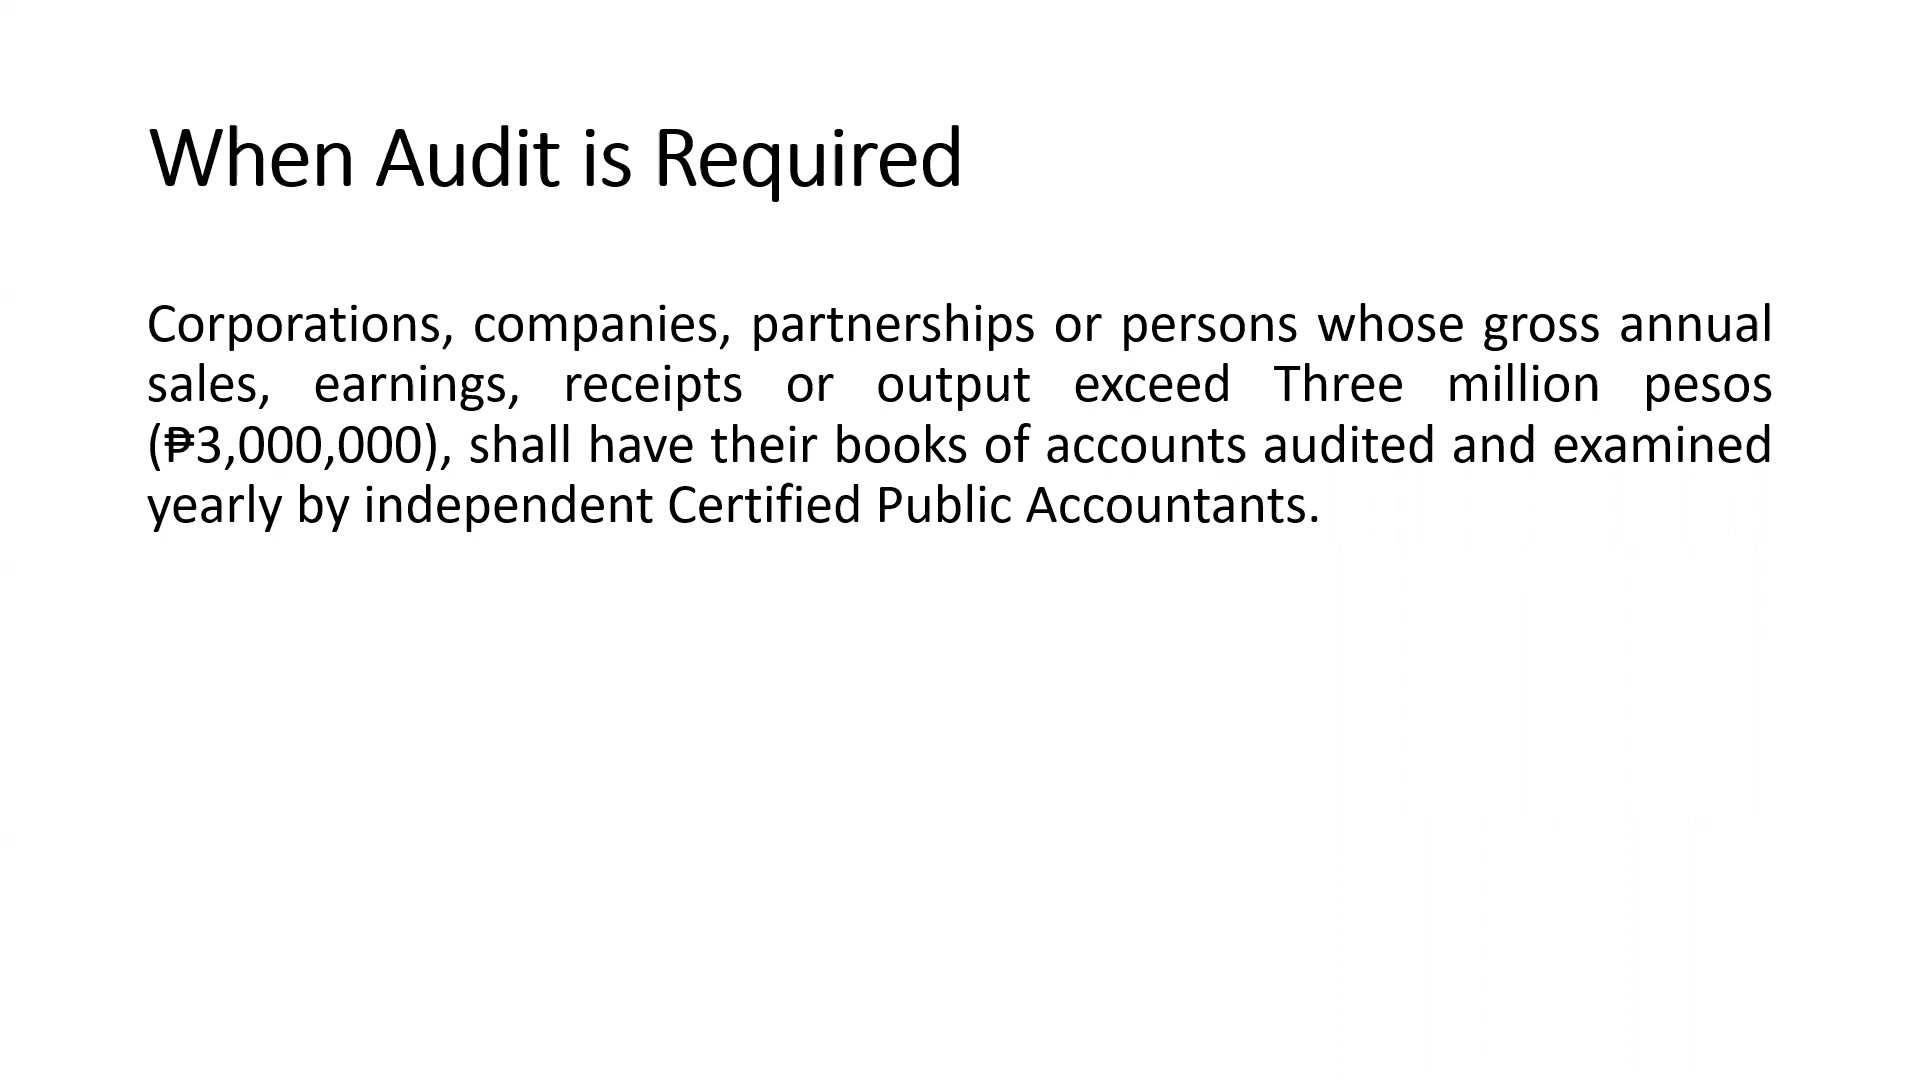 When Audit is Required
Corporations, companies, partnerships or persons whose gross annual
sales, earnings, receipts or output exceed Three million pesos
(₱3,000,000), shall have their books of accounts audited and examined
yearly by independent Certified Public Accountants.